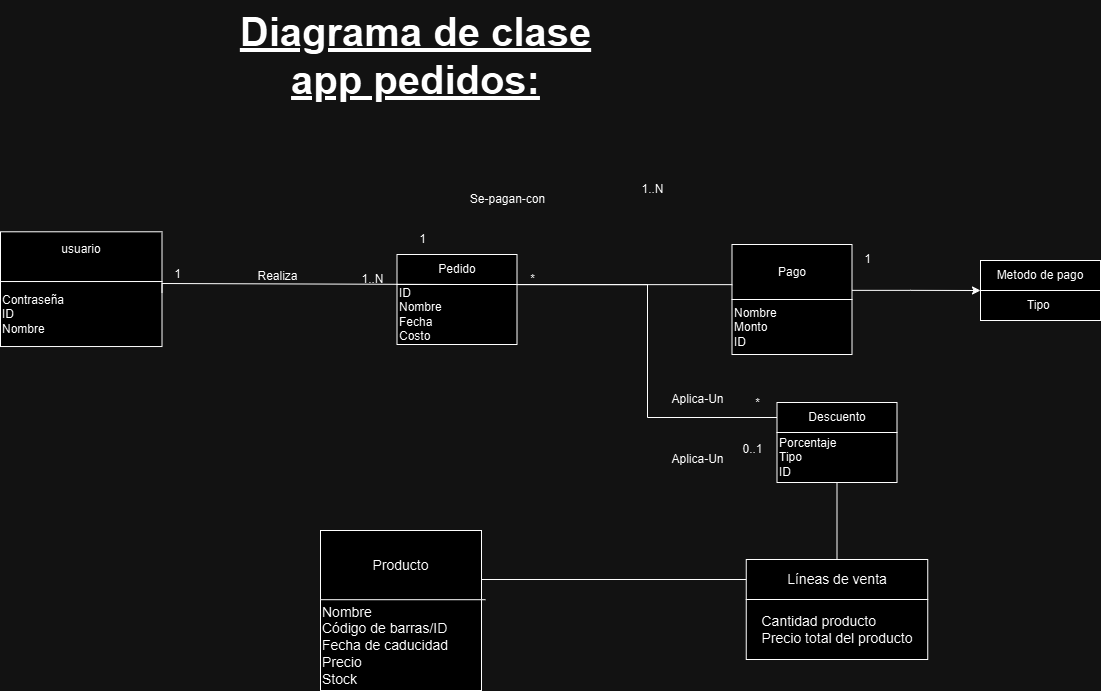 Diagrama de clase
app pedidos:
Se-pagan-con
1..N
1
usuario
Contraseña
ID
Nombre
1
Realiza
1..N
Pedido
ID
Nombre
Fecha
Costo
*
Pago
Nombre
Monto
ID
1
Metodo de pago
Tipo
Aplica-Un
*
Descuento
Porcentaje
Tipo
ID
0..1
Aplica-Un
Producto
Nombre
Código de barras/ID
Fecha de caducidad
Precio
Stock
Líneas de venta
Cantidad producto
Precio total del producto